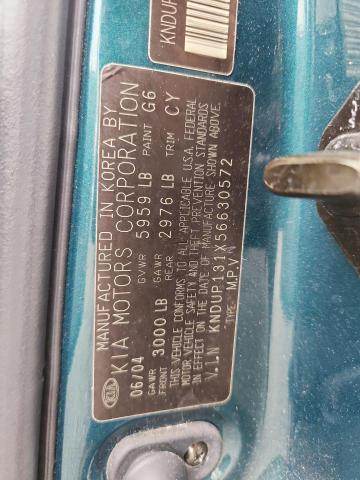 KNDUP
MANUFACTURED IN KOREA BY
KIA MOTORS CORPORATION
06/04 GVWR 5959 LB PAINT G6
GAWR FRONT 3000 LB GAWR REAR 2976 LB TRIM CY
THIS VEHICLE CONFORMS TO ALL APPLICABLE U.S.A. FEDERAL
MOTOR VEHICLE SAFETY AND THEFT PREVENTION STANDARDS
IN EFFECT ON THE DATE OF MANUFACTURE SHOWN ABOVE.
V.I.N KNDUP131X56630572
TYPE: M.P.V
KIA